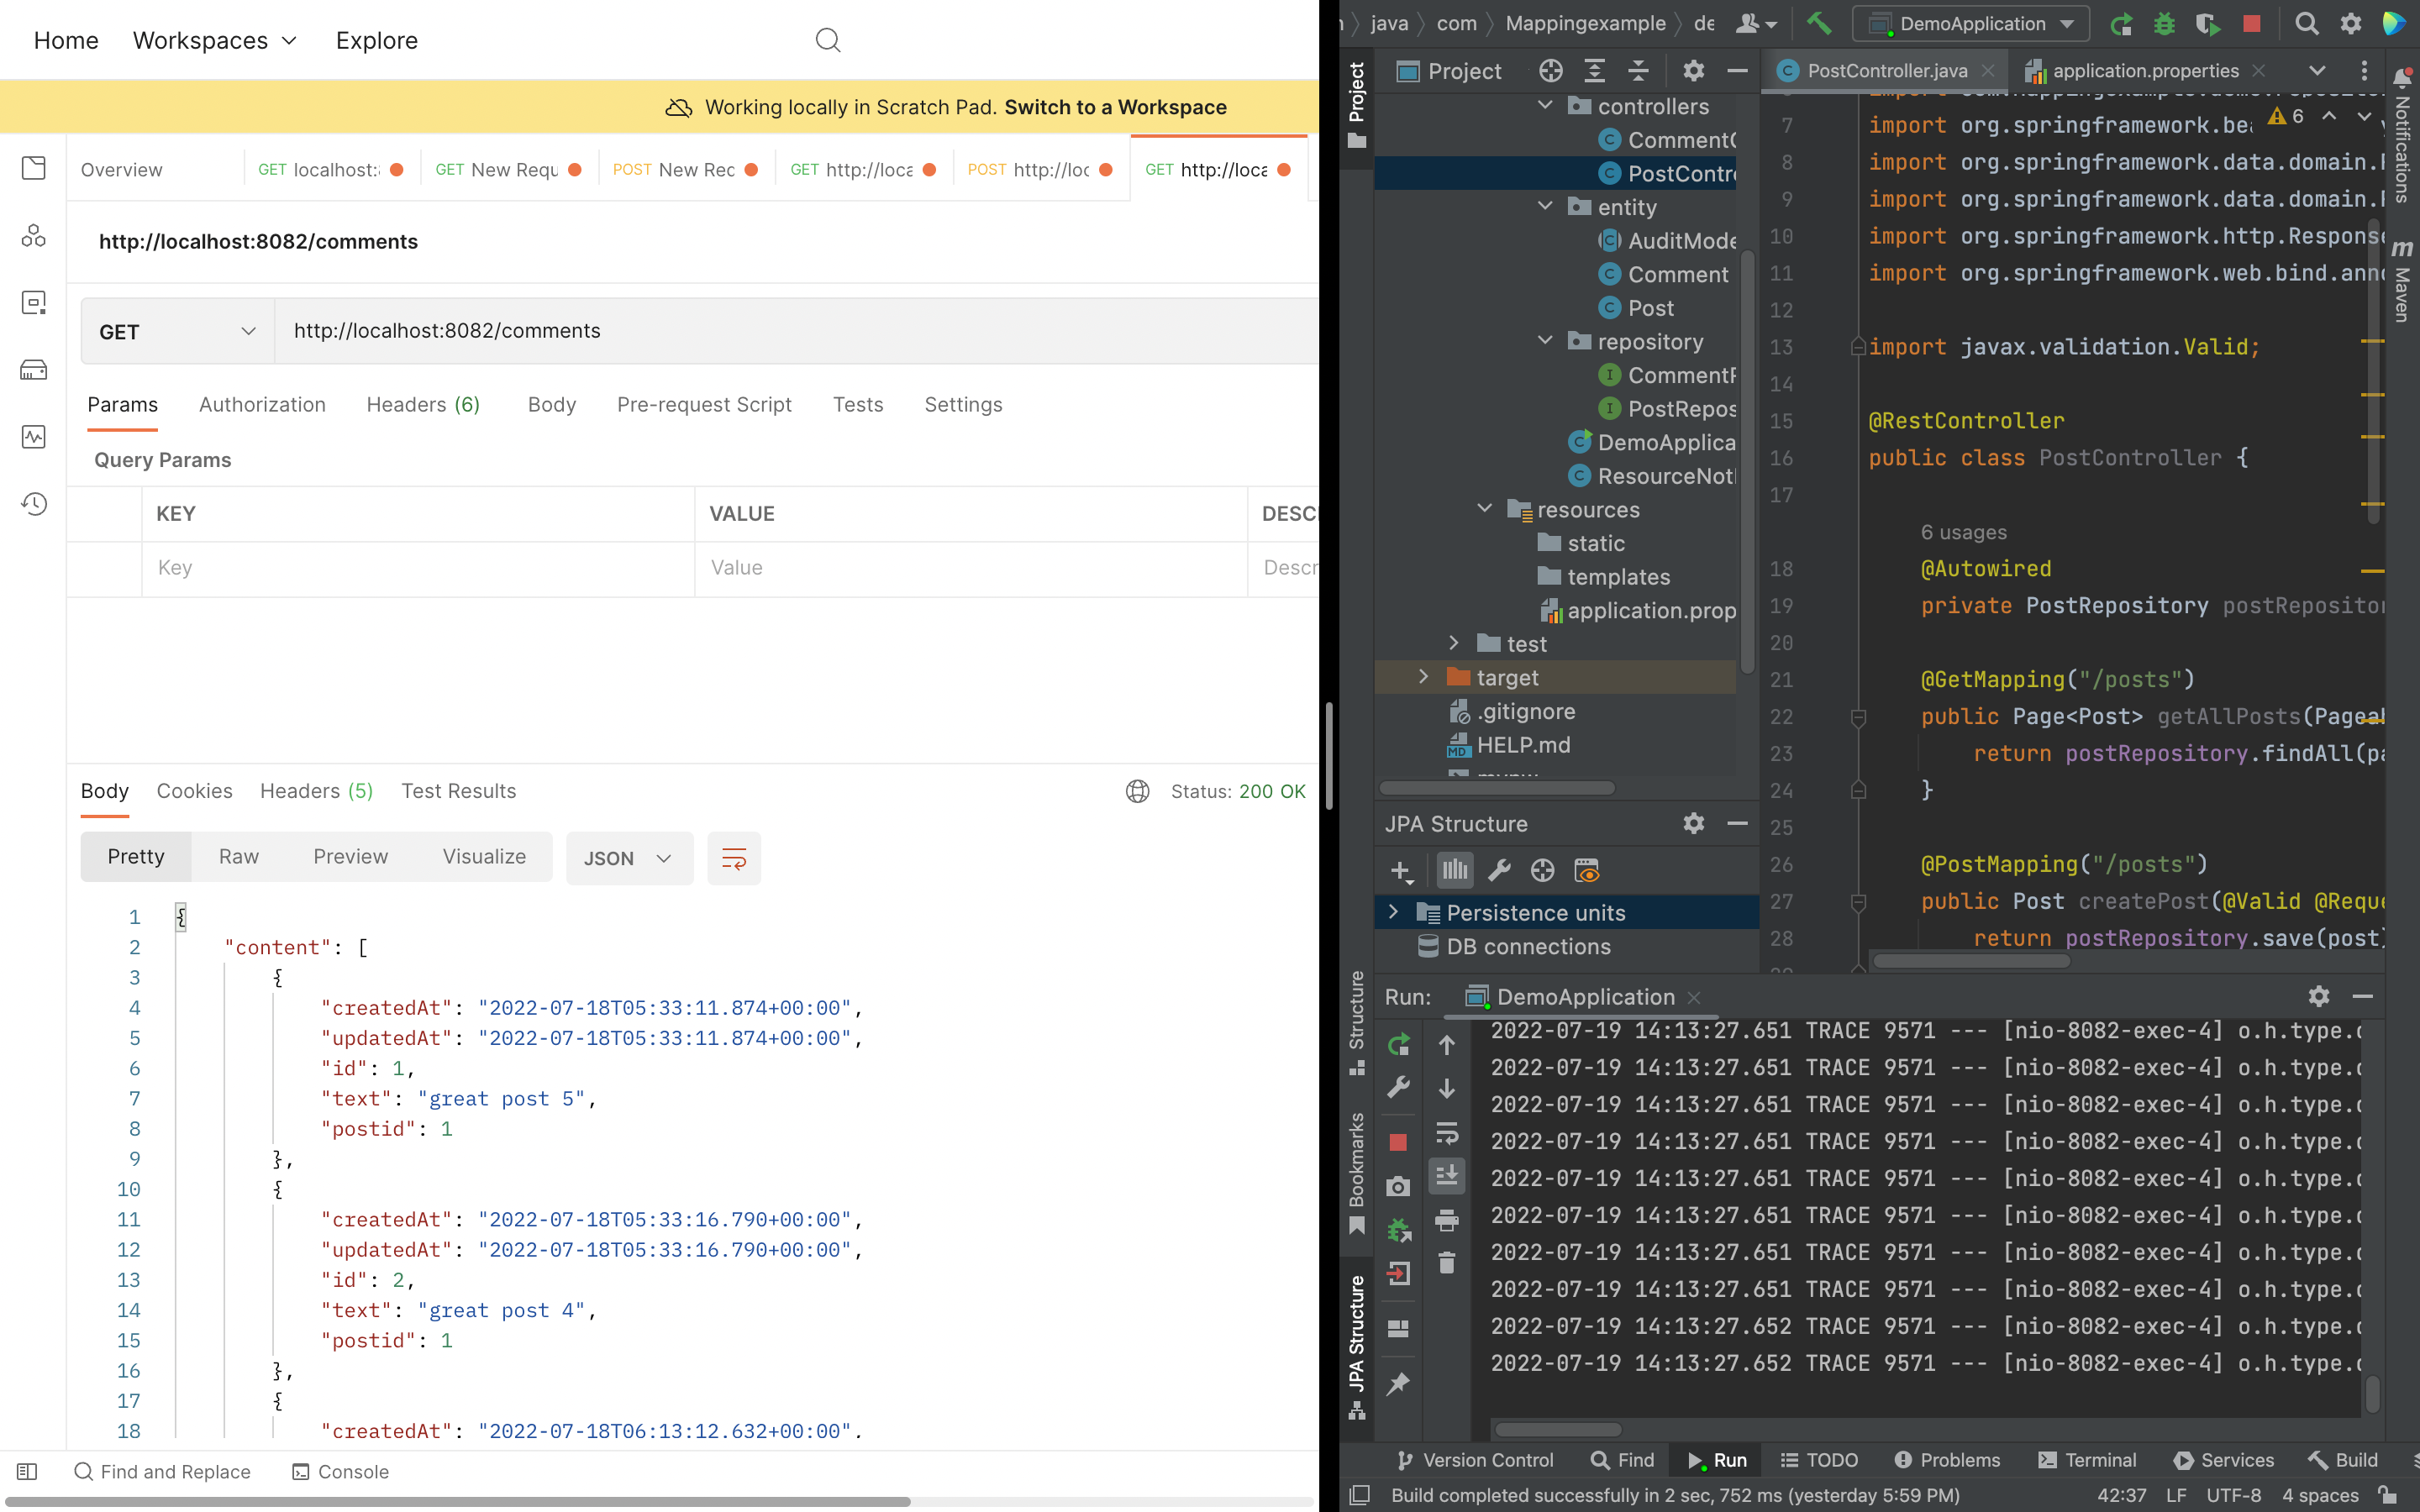 Home Workspaces Explore
Working locally in Scratch Pad. Switch to a Workspace
Overview GET localhost: GET New Requ POST New Rec GET http://loca POST http://loc GET http://loca
http://localhost:8082/comments
GET http://localhost:8082/comments
Params Authorization Headers (6) Body Pre-request Script Tests Settings
Query Params
KEY VALUE DESC
Key Value Descr
Body Cookies Headers (5) Test Results Status: 200 OK
Pretty Raw Preview Visualize JSON
1 {
2 "content": [
3 {
4 "createdAt": "2022-07-18T05:33:11.874+00:00",
5 "updatedAt": "2022-07-18T05:33:11.874+00:00",
6 "id": 1,
7 "text": "great post 5",
8 "postid": 1
9 },
10 {
11 "createdAt": "2022-07-18T05:33:16.790+00:00",
12 "updatedAt": "2022-07-18T05:33:16.790+00:00",
13 "id": 2,
14 "text": "great post 4",
15 "postid": 1
16 },
17 {
18 "createdAt": "2022-07-18T06:13:12.632+00:00",
Find and Replace Console
java com Mappingexample de DemoApplication
Project
Project
controllers
Comment
PostContr
entity
AuditMode
Comment
Post
repository
Comment
PostRepos
DemoApplica
ResourceNot
resources
static
templates
application.prop
test
target
.gitignore
HELP.md
JPA Structure
Persistence units
DB connections
PostController.java application.properties
6
7 import org.springframework.bea
8 import org.springframework.data.domain.
9 import org.springframework.data.domain.
10 import org.springframework.http.Response
11 import org.springframework.web.bind.anno
12
13 import javax.validation.Valid;
14
15 @RestController
16 public class PostController {
17
6 usages
18 @Autowired
19 private PostRepository postRepositor
20
21 @GetMapping("/posts")
22 public Page<Post> getAllPosts(Pageab
23 return postRepository.findAll(pa
24 }
25
26 @PostMapping("/posts")
27 public Post createPost(@Valid @Reque
28 return postRepository.save(post)
Notifications
m
Maven
Structure
Bookmarks
JPA Structure
Run: DemoApplication
2022-07-19 14:13:27.651 TRACE 9571 --- [nio-8082-exec-4] o.h.type.d
2022-07-19 14:13:27.651 TRACE 9571 --- [nio-8082-exec-4] o.h.type.d
2022-07-19 14:13:27.651 TRACE 9571 --- [nio-8082-exec-4] o.h.type.d
2022-07-19 14:13:27.651 TRACE 9571 --- [nio-8082-exec-4] o.h.type.d
2022-07-19 14:13:27.651 TRACE 9571 --- [nio-8082-exec-4] o.h.type.d
2022-07-19 14:13:27.651 TRACE 9571 --- [nio-8082-exec-4] o.h.type.d
2022-07-19 14:13:27.651 TRACE 9571 --- [nio-8082-exec-4] o.h.type.d
2022-07-19 14:13:27.651 TRACE 9571 --- [nio-8082-exec-4] o.h.type.d
2022-07-19 14:13:27.652 TRACE 9571 --- [nio-8082-exec-4] o.h.type.d
2022-07-19 14:13:27.652 TRACE 9571 --- [nio-8082-exec-4] o.h.type.d
Version Control Find Run TODO Problems Terminal Services Build
Build completed successfully in 2 sec, 752 ms (yesterday 5:59 PM) 42:37 LF UTF-8 4 spaces